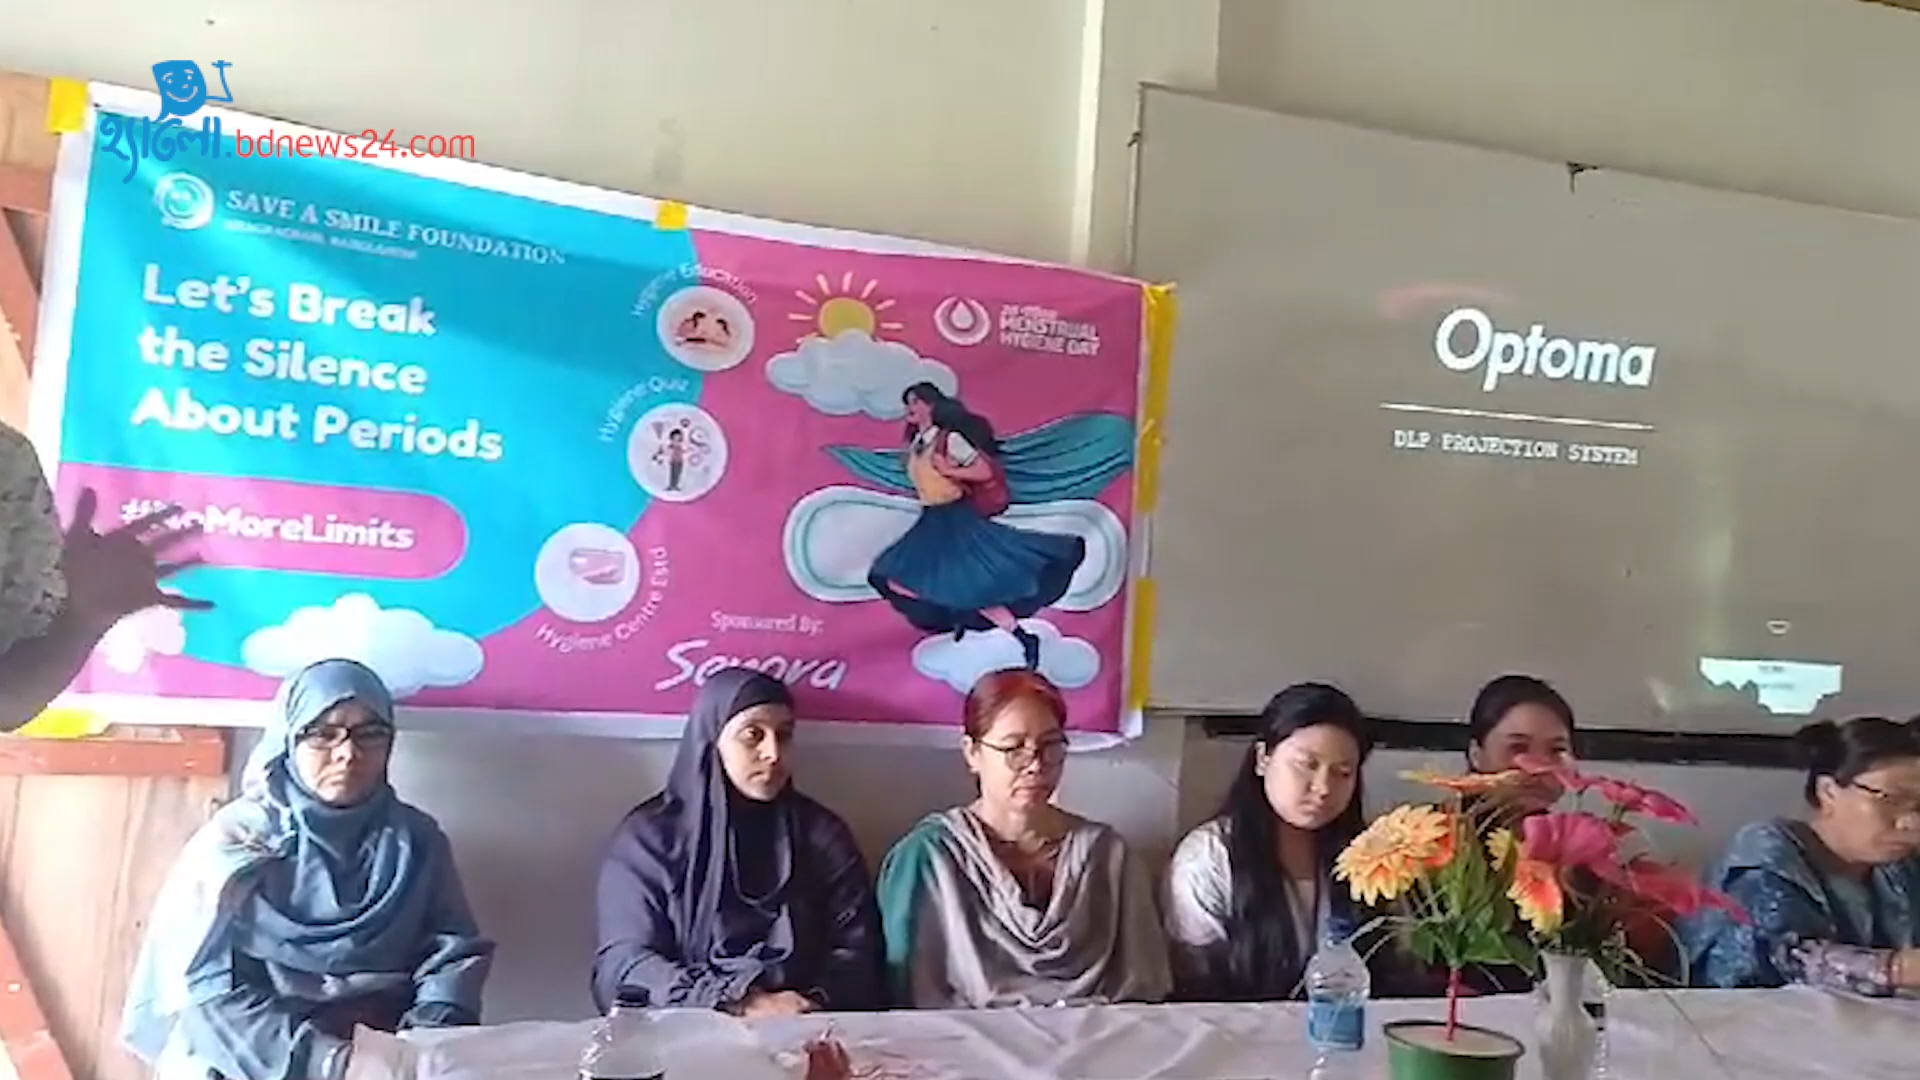 হ্যালো.bdnews24.com
SAVE A SMILE FOUNDATION
Let's Break
the Silence
About Periods
#NoMoreLimits
Hygiene Education
Hygiene Quiz
Hygiene Centre Estd
MENSTRUAL
HYGIENE DAY
Sponsored By:
Senora
Optoma
DLP PROJECTION SYSTEM